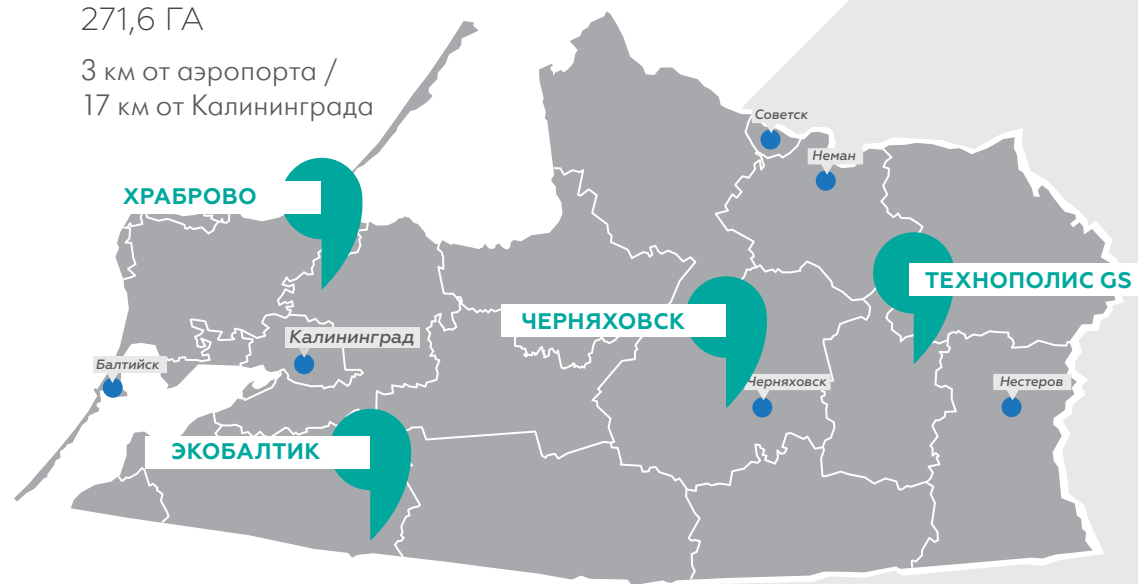 271,6 ГА
3 км от аэропорта /
17 км от Калининграда
Советск
Неман
ХРАБРОВО
ТЕХНОПОЛИС GS
ЧЕРНЯХОВСК
Калининград
Балтийск
Черняховск
Нестеров
ЭКОБАЛТИК